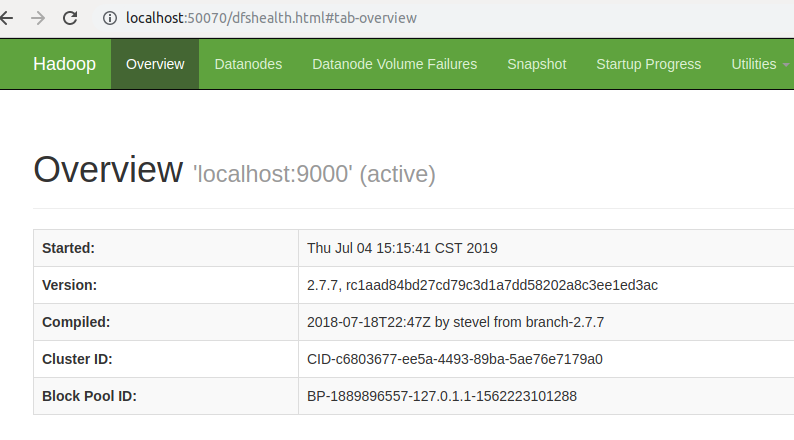 localhost:50070/dfshealth.html#tab-overview
Hadoop Overview Datanodes Datanode Volume Failures Snapshot Startup Progress Utilities
Overview 'localhost:9000' (active)
Started: Thu Jul 04 15:15:41 CST 2019
Version: 2.7.7, rc1aad84bd27cd79c3d1a7dd58202a8c3ee1ed3ac
Compiled: 2018-07-18T22:47Z by stevel from branch-2.7.7
Cluster ID: CID-c6803677-ee5a-4493-89ba-5ae76e7179a0
Block Pool ID: BP-1889896557-127.0.1.1-1562223101288